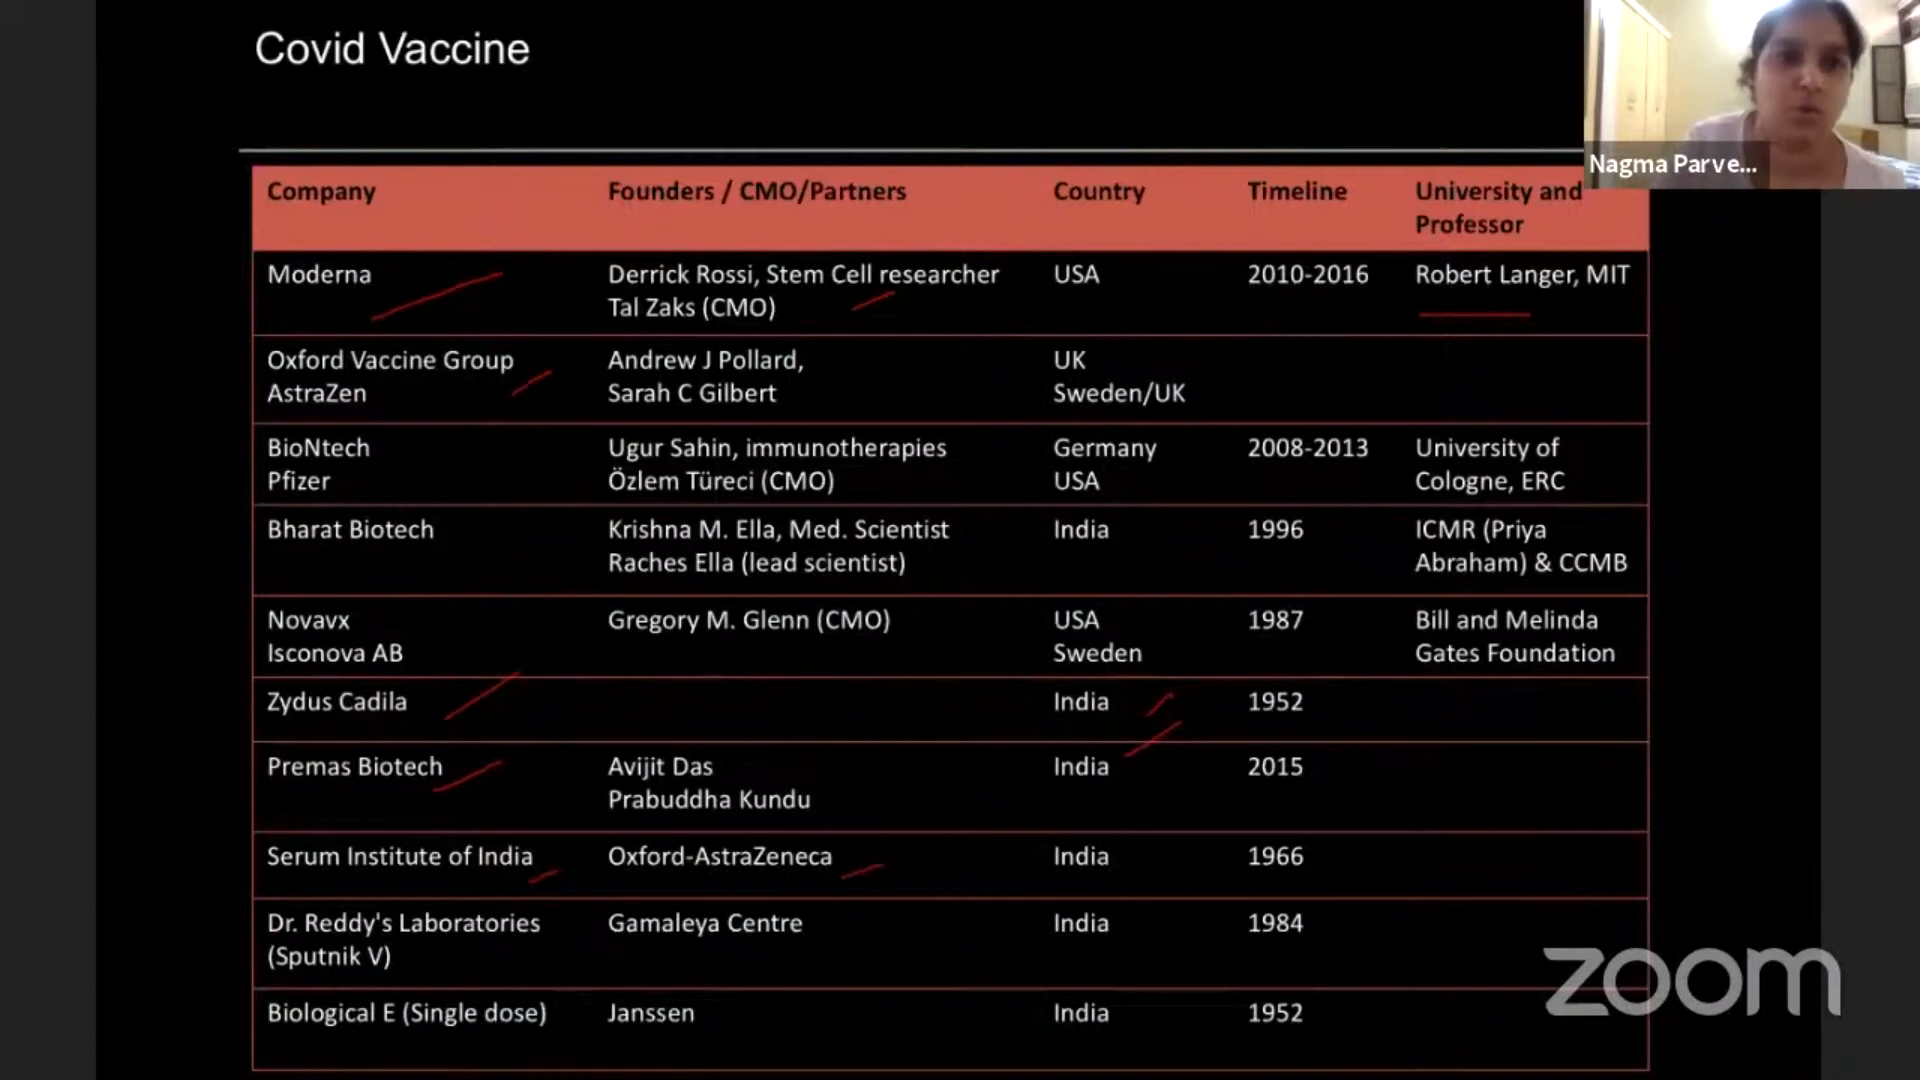 Covid Vaccine
Nagma Parve...
Company Founders / CMO/Partners Country Timeline University and
Professor
Moderna Derrick Rossi, Stem Cell researcher USA 2010-2016 Robert Langer, MIT
Tal Zaks (CMO)
Oxford Vaccine Group Andrew J Pollard, UK
AstraZen Sarah C Gilbert Sweden/UK
BioNtech Ugur Sahin, immunotherapies Germany 2008-2013 University of
Pfizer Özlem Türeci (CMO) USA Cologne, ERC
Bharat Biotech Krishna M. Ella, Med. Scientist India 1996 ICMR (Priya
Raches Ella (lead scientist) Abraham) & CCMB
Novavx Gregory M. Glenn (CMO) USA 1987 Bill and Melinda
Isconova AB Sweden Gates Foundation
Zydus Cadila India 1952
Premas Biotech Avijit Das India 2015
Prabuddha Kundu
Serum Institute of India Oxford-AstraZeneca India 1966
Dr. Reddy's Laboratories Gamaleya Centre India 1984
(Sputnik V)
Biological E (Single dose) Janssen India 1952
zoom